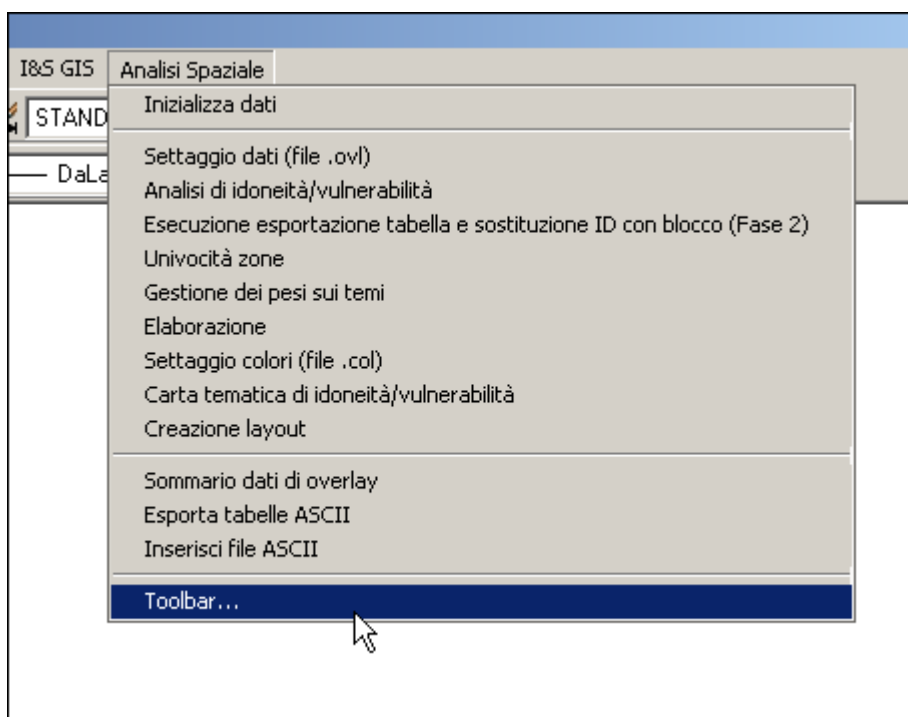 I&S GIS Analisi Spaziale
Inizializza dati
STAND
Settaggio dati (file .ovl)
DaLa
Analisi di idoneità/vulnerabilità
Esecuzione esportazione tabella e sostituzione ID con blocco (Fase 2)
Univocità zone
Gestione dei pesi sui temi
Elaborazione
Settaggio colori (file .col)
Carta tematica di idoneità/vulnerabilità
Creazione layout
Sommario dati di overlay
Esporta tabelle ASCII
Inserisci file ASCII
Toolbar...